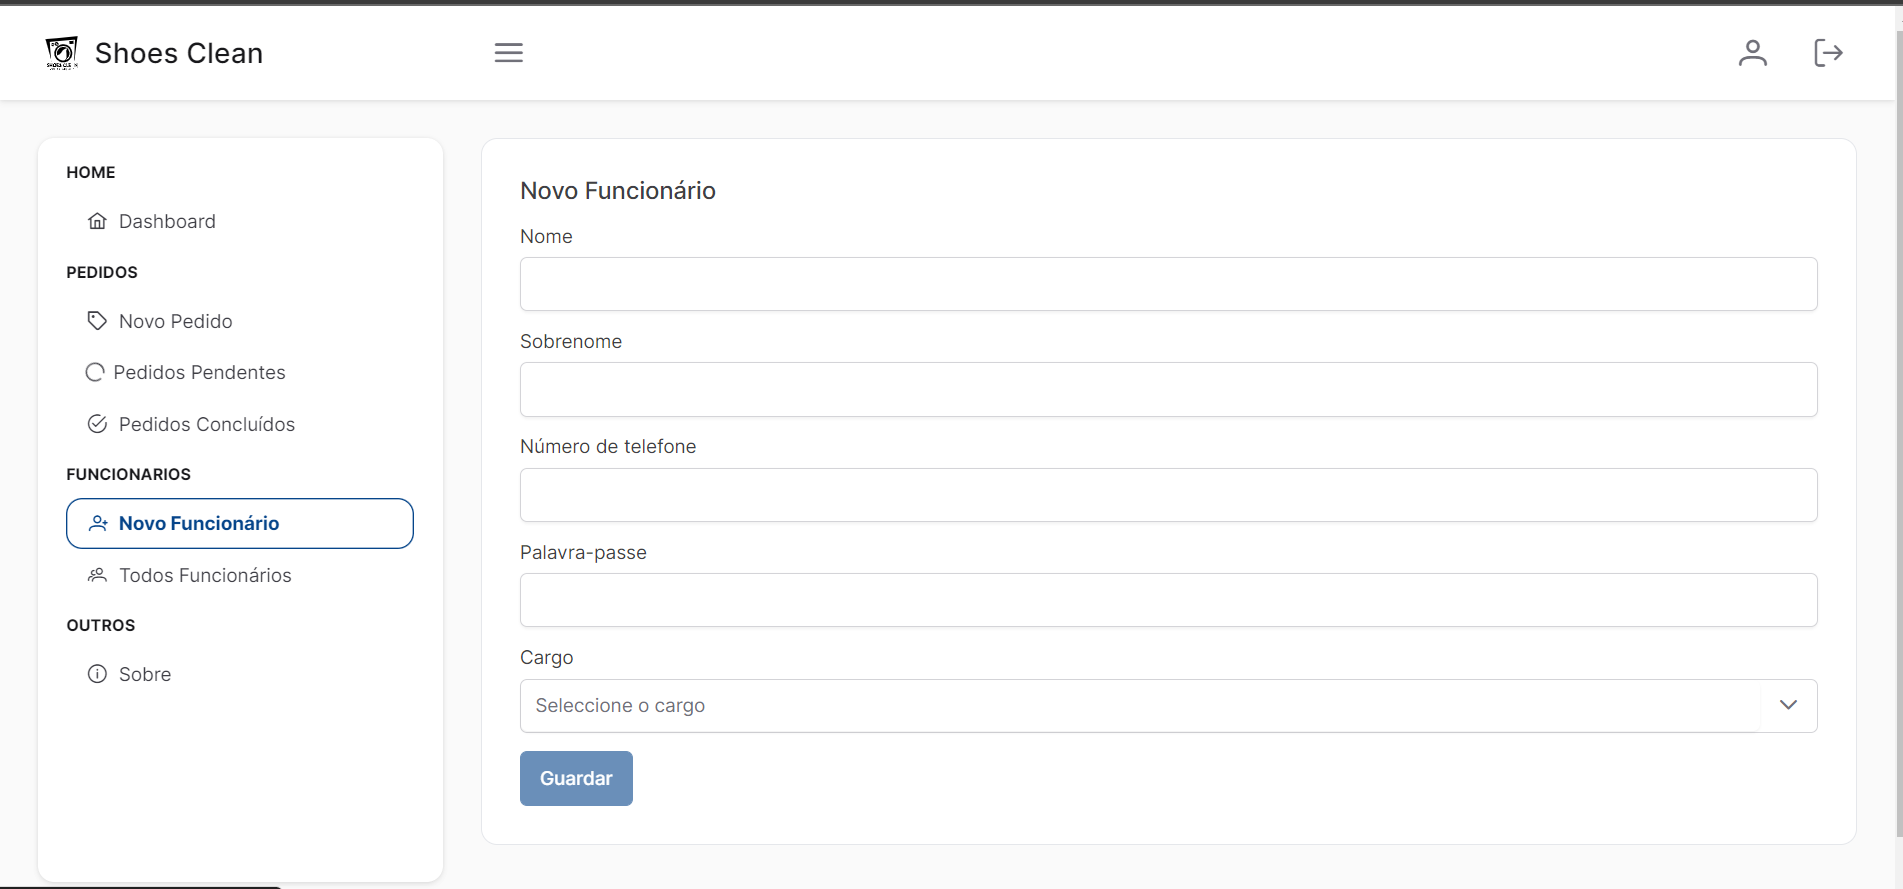 Shoes Clean
HOME
Dashboard
PEDIDOS
Novo Pedido
Pedidos Pendentes
Pedidos Concluídos
FUNCIONARIOS
Novo Funcionário
Todos Funcionários
OUTROS
Sobre
Novo Funcionário
Nome
Sobrenome
Número de telefone
Palavra-passe
Cargo
Seleccione o cargo
Guardar